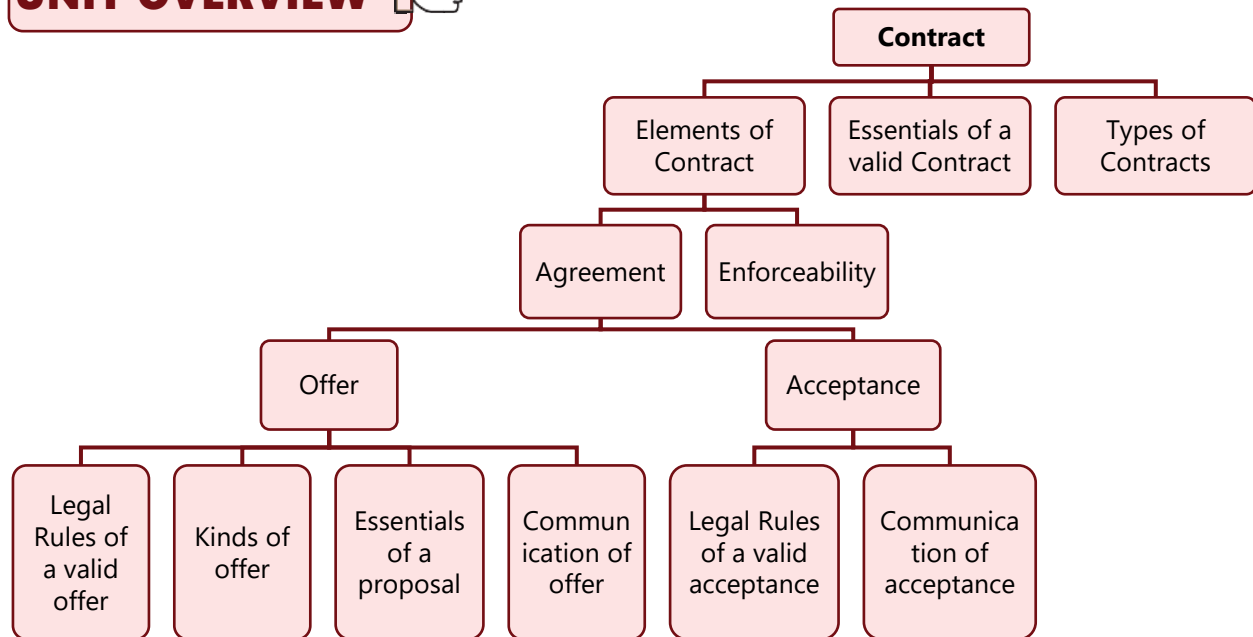 UNIT OVERVIEW
Contract
Elements of
Contract
Essentials of a
valid Contract
Types of
Contracts
Agreement
Enforceability
Offer
Acceptance
Legal
Rules of
a valid
offer
Kinds of
offer
Essentials
of a
proposal
Commun
ication of
offer
Legal Rules
of a valid
acceptance
Communica
tion of
acceptance